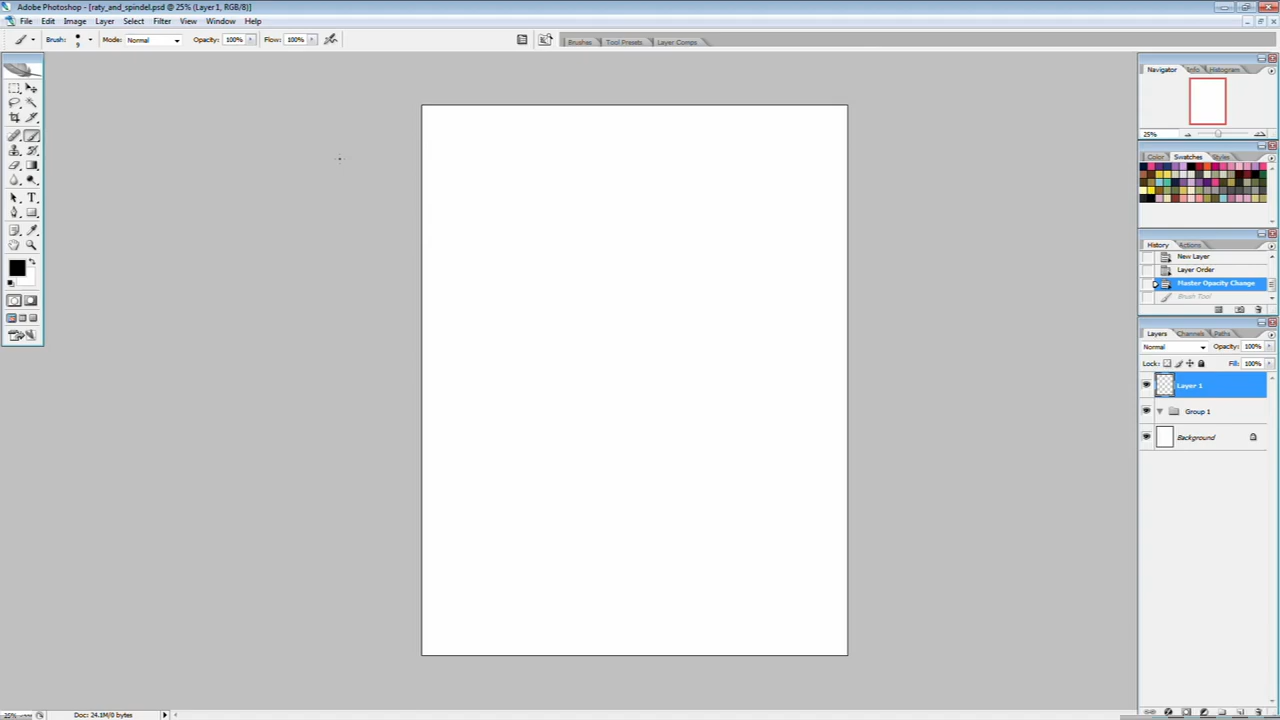 Adobe Photoshop - [raty_and_spindel.psd @ 25% (Layer 1, RGB/8)]
File Edit Image Layer Select Filter View Window Help
Brush: 9 Mode: Normal Opacity: 100% Flow: 100% Brushes Tool Presets Layer Comps
Navigator Info Histogram
25%
Color Swatches Styles
History Actions
New Layer
Layer Order
Master Opacity Change
Brush Tool
Layers Channels Paths
Normal Opacity: 100%
Lock: Fill: 100%
Layer 1
Group 1
Background
25% Doc: 24.1M/0 bytes